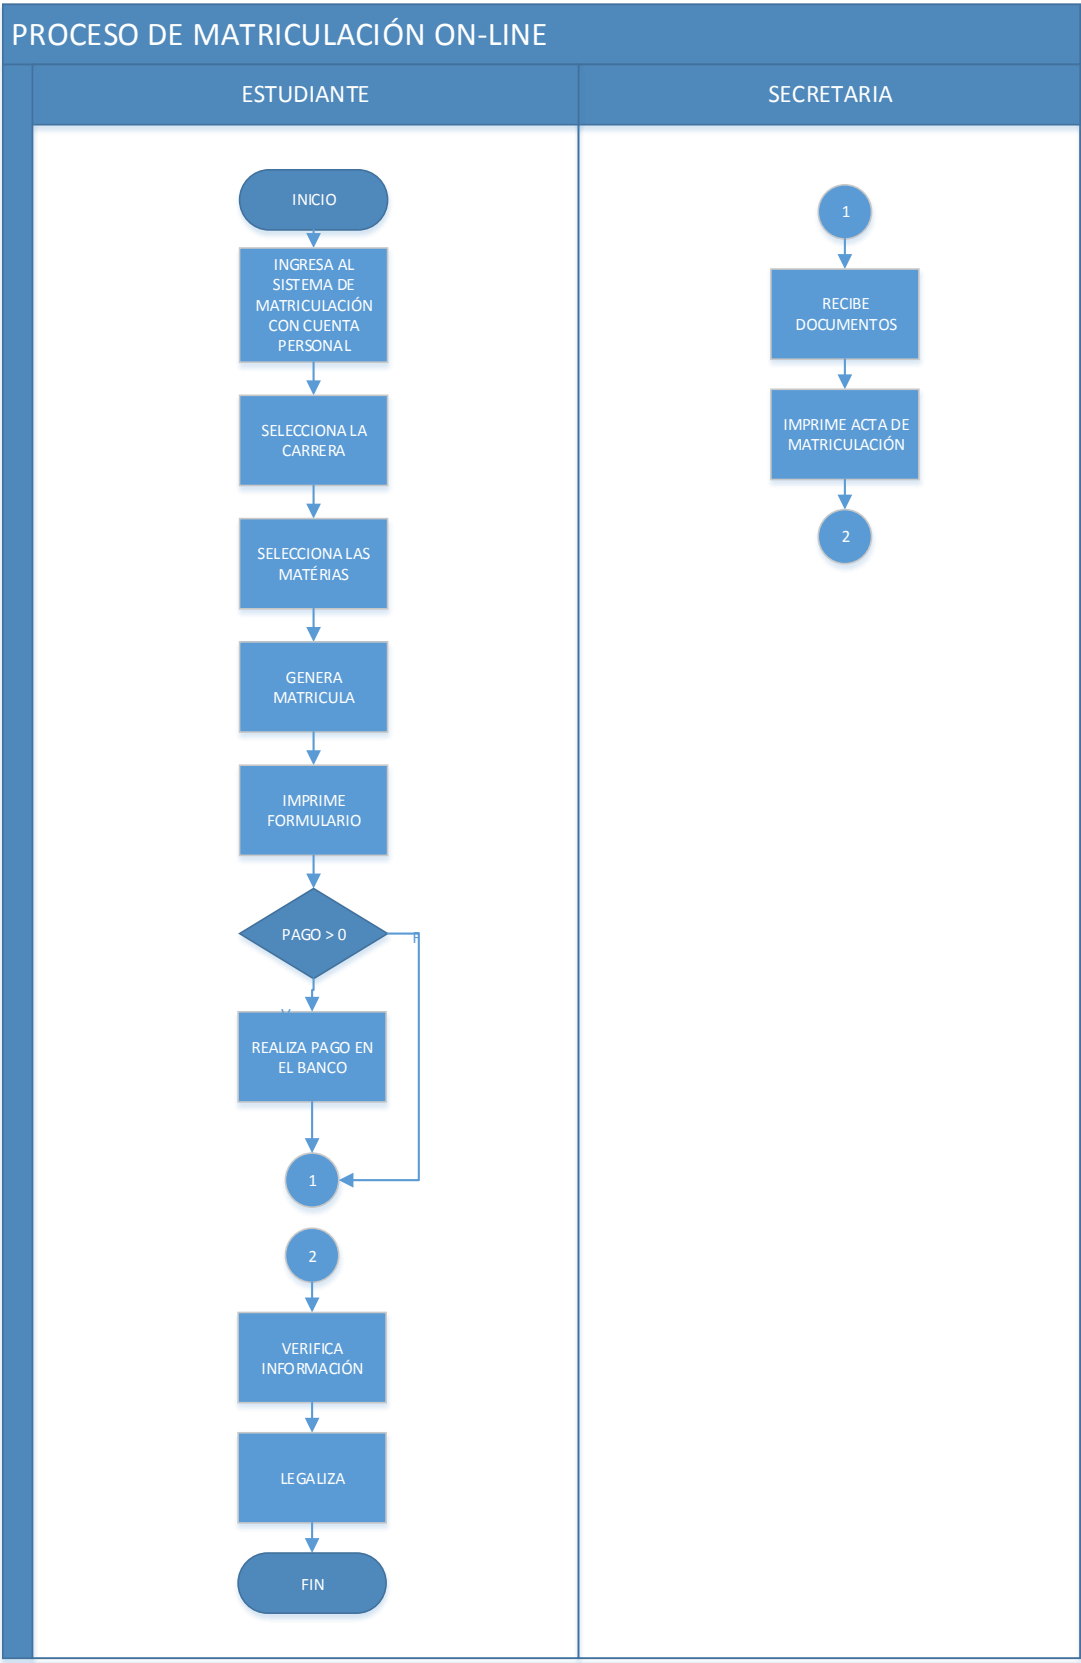 PROCESO DE MATRICULACIÓN ON-LINE
ESTUDIANTE
SECRETARIA
INICIO
INGRESA AL
SISTEMA DE
MATRICULACIÓN
CON CUENTA
PERSONAL
SELECCIONA LA
CARRERA
SELECCIONA LAS
MATÉRIAS
GENERA
MATRICULA
IMPRIME
FORMULARIO
PAGO > 0
F
V
REALIZA PAGO EN
EL BANCO
1
2
VERIFICA
INFORMACIÓN
LEGALIZA
FIN
1
RECIBE
DOCUMENTOS
IMPRIME ACTA DE
MATRICULACIÓN
2